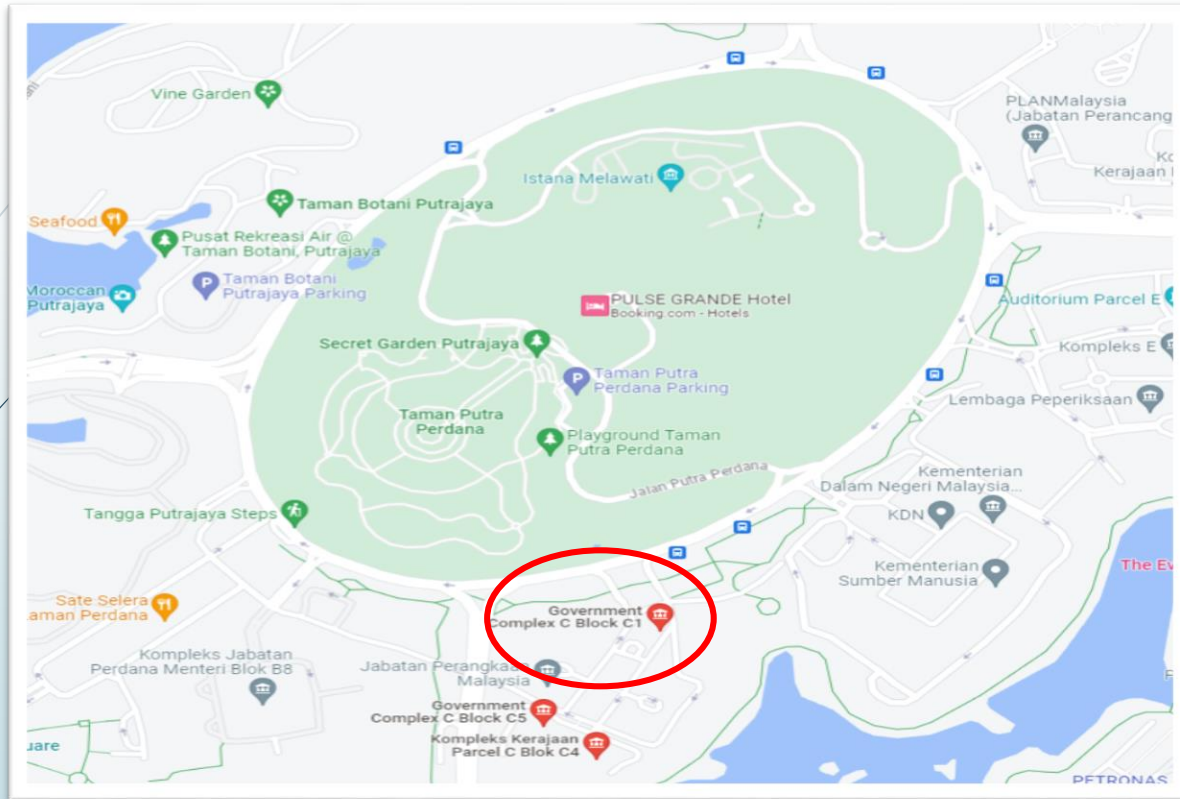 Vine Garden
PLANMalaysia
(Jabatan Perancang
Kerajaan
Istana Melawati
Taman Botani Putrajaya
Seafood
Pusat Rekreasi Air @
Taman Botani, Putrajaya
Taman Botani
Putrajaya Parking
Moroccan
Putrajaya
PULSE GRANDE Hotel
Booking.com - Hotels
Auditorium Parcel E
Secret Garden Putrajaya
Kompleks E
Taman Putra
Perdana Parking
Lembaga Peperiksaan
Taman Putra
Perdana
Playground Taman
Putra Perdana
Jalan Putra Perdana
Kementerian
Dalam Negeri Malaysia...
Tangga Putrajaya Steps
KDN
Kementerian
Sumber Manusia
The
Sate Selera
Taman Perdana
Government
Complex C Block C1
Kompleks Jabatan
Perdana Menteri Blok B8
Jabatan Perangkaan
Malaysia
Government
Complex C Block C5
Kompleks Kerajaan
Parcel C Blok C4
uare
PETRONAS